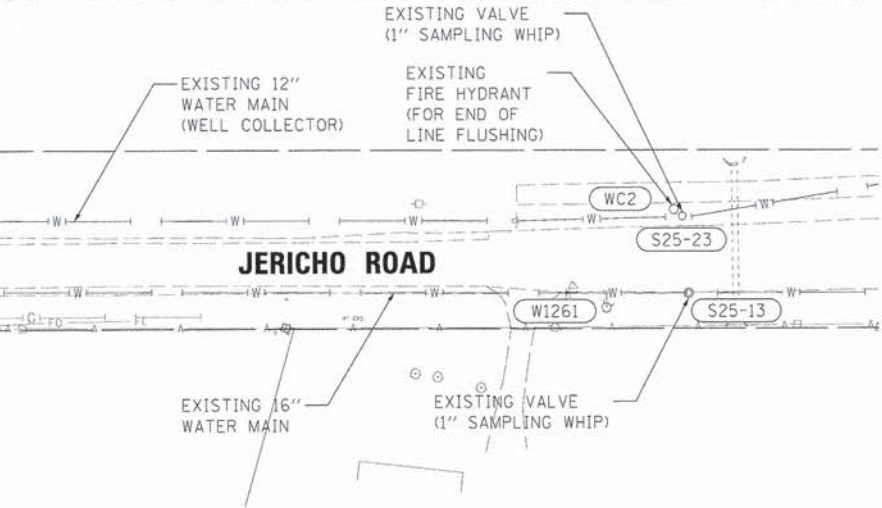 EXISTING VALVE
(1" SAMPLING WHIP)
EXISTING 12"
WATER MAIN
(WELL COLLECTOR)
EXISTING
FIRE HYDRANT
(FOR END OF
LINE FLUSHING)
WC2
W
W
W
W
W
S25-23
JERICHO ROAD
W
W
W
W
W
W1261
S25-13
G
FO
A
A
A
A
A
EXISTING 16"
WATER MAIN
EXISTING VALVE
(1" SAMPLING WHIP)